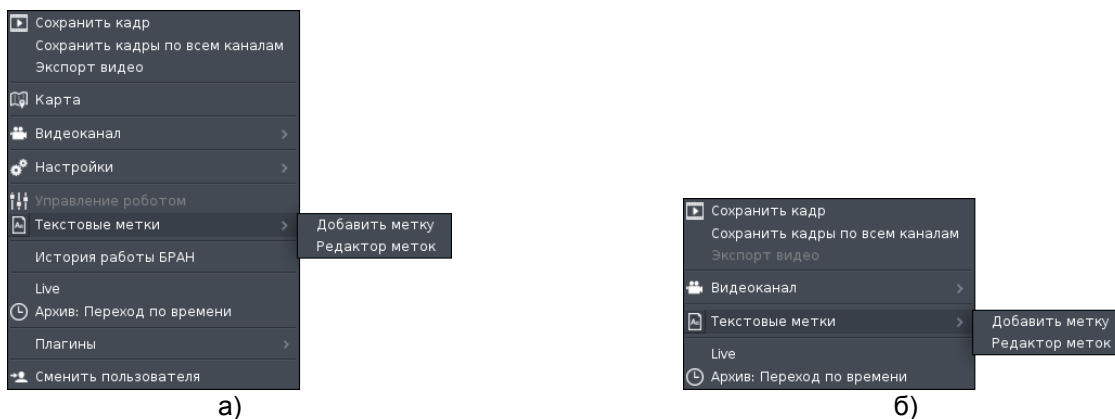 Сохранить кадр
Сохранить кадры по всем каналам
Экспорт видео
Карта
Видеоканал
Настройки
Управление роботом
Текстовые метки
Добавить метку
Редактор меток
История работы БРАН
Live
Архив: Переход по времени
Плагины
Сменить пользователя
а)
Сохранить кадр
Сохранить кадры по всем каналам
Экспорт видео
Видеоканал
Текстовые метки
Добавить метку
Редактор меток
Live
Архив: Переход по времени
б)